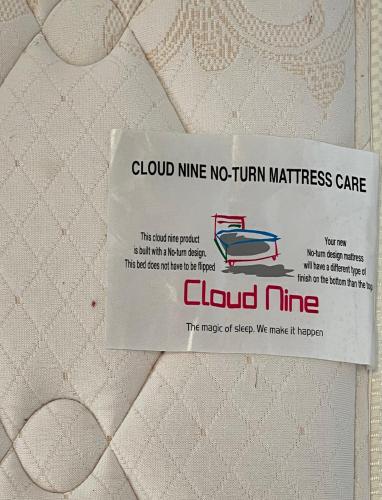 CLOUD NINE NO-TURN MATTRESS CARE
This cloud nine product
is built with a No-turn design.
This bed does not have to be flipped
Your new
No-turn design mattress
will have a different type of
finish on the bottom than the top
Cloud Nine
The magic of sleep. We make it happen